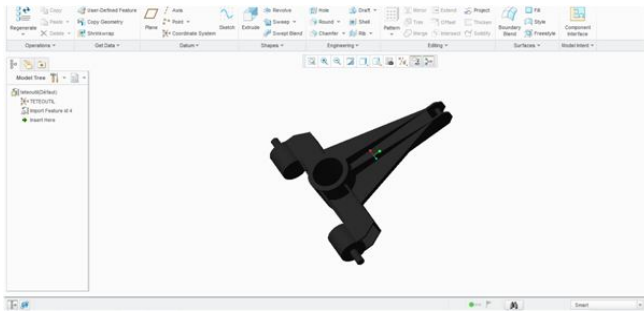 Copy User-Defined Feature Axis Revolve Hole Draft Mirror Extend Project Fill
Regenerate Paste Copy Geometry Plane Point Sketch Extrude Sweep Round Shell Pattern Trim Offset Thicken Boundary Blend Style Component Interface
Delete Shrinkwrap Coordinate System Swept Blend Chamfer Rib Merge Intersect Solidify Freestyle
Operations Get Data Datum Shapes Engineering Editing Surfaces Model Intent
Model Tree
TETEOUTIL
Import Feature id 4
Insert Here
Smart